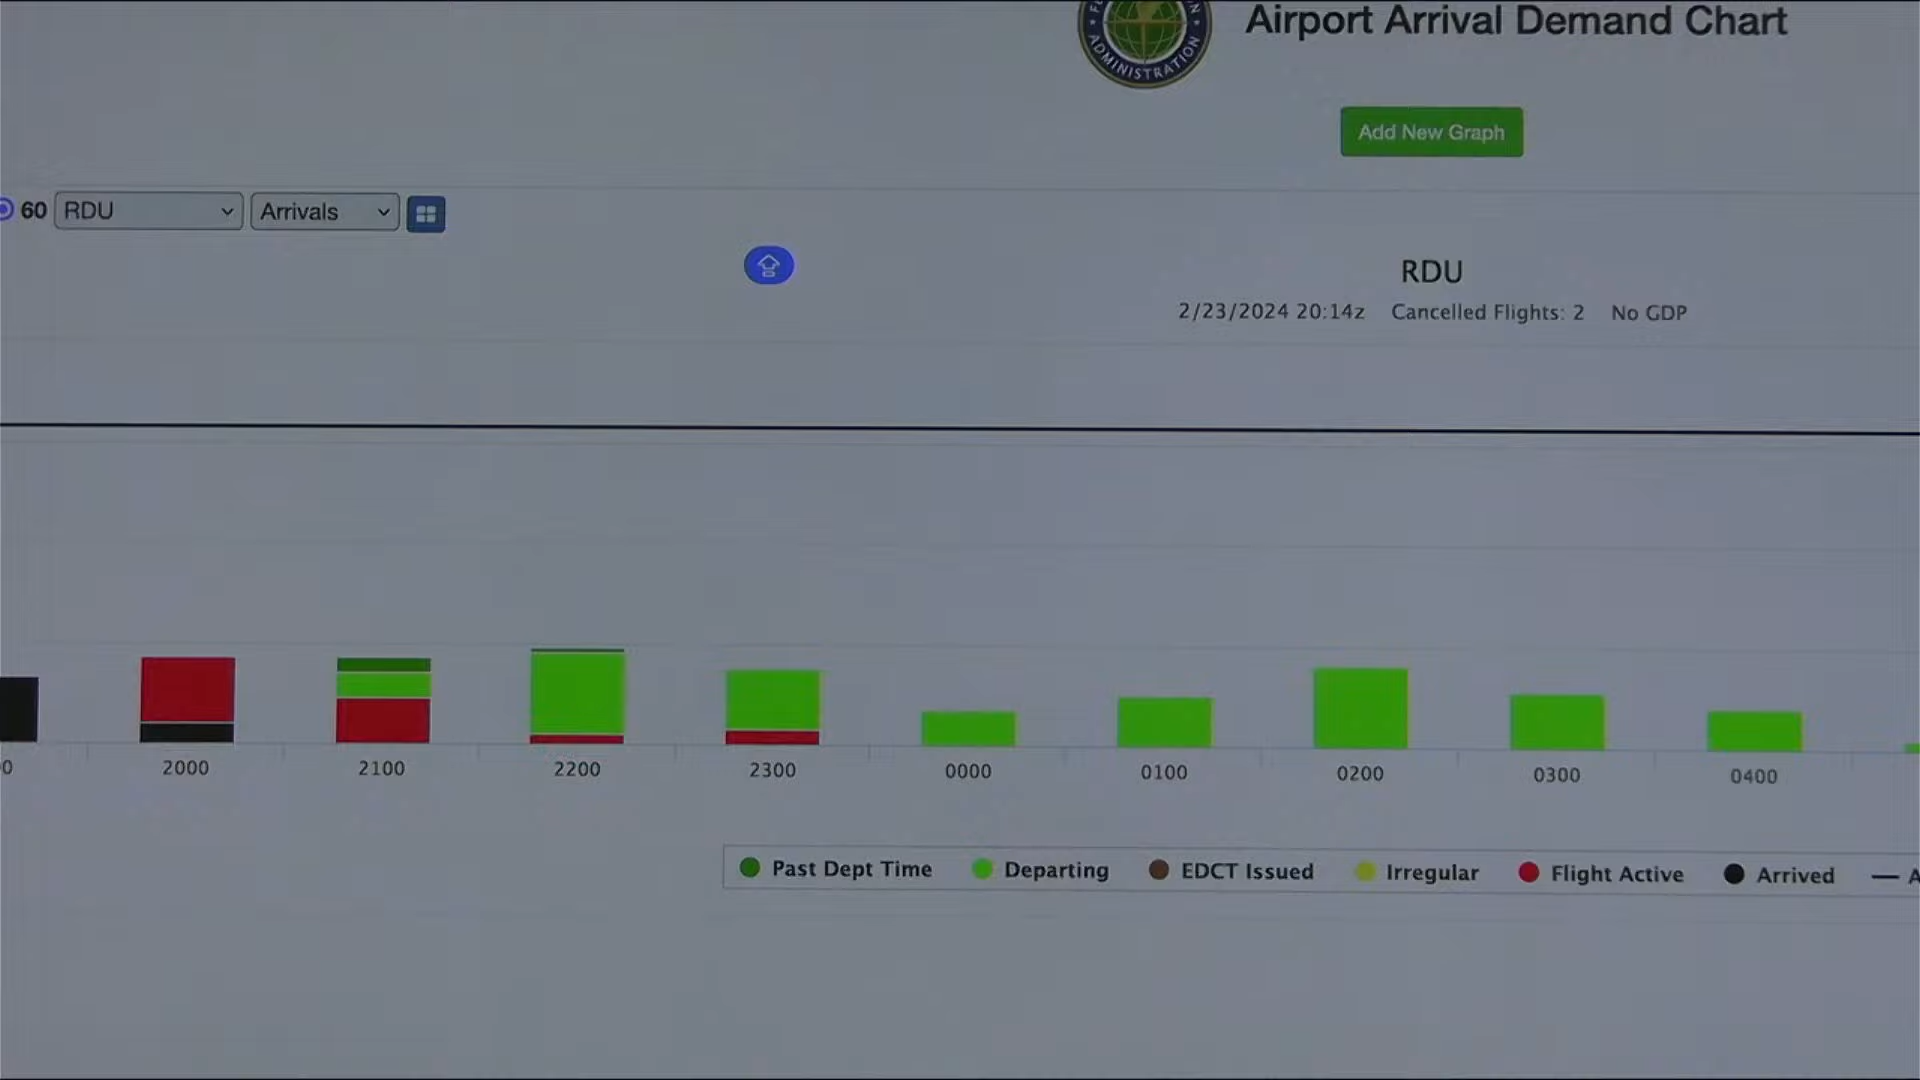 Airport Arrival Demand Chart
ADMINISTRATION
Add New Graph
60 RDU Arrivals
RDU
2/23/2024 20:14z Cancelled Flights: 2 No GDP
2000 2100 2200 2300 0000 0100 0200 0300 0400
Past Dept Time Departing EDCT Issued Irregular Flight Active Arrived